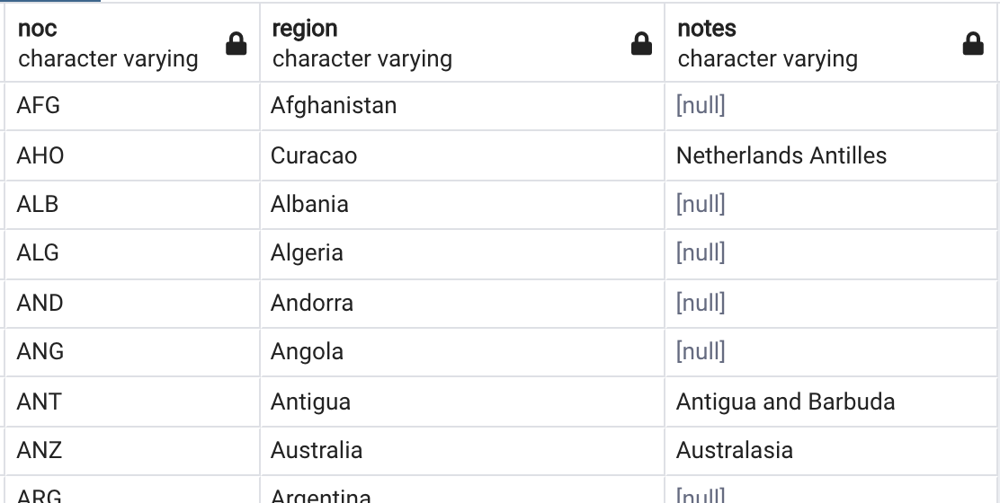 noc region notes
character varying character varying character varying
AFG Afghanistan [null]
AHO Curacao Netherlands Antilles
ALB Albania [null]
ALG Algeria [null]
AND Andorra [null]
ANG Angola [null]
ANT Antigua Antigua and Barbuda
ANZ Australia Australasia
ARG Argentina [null]